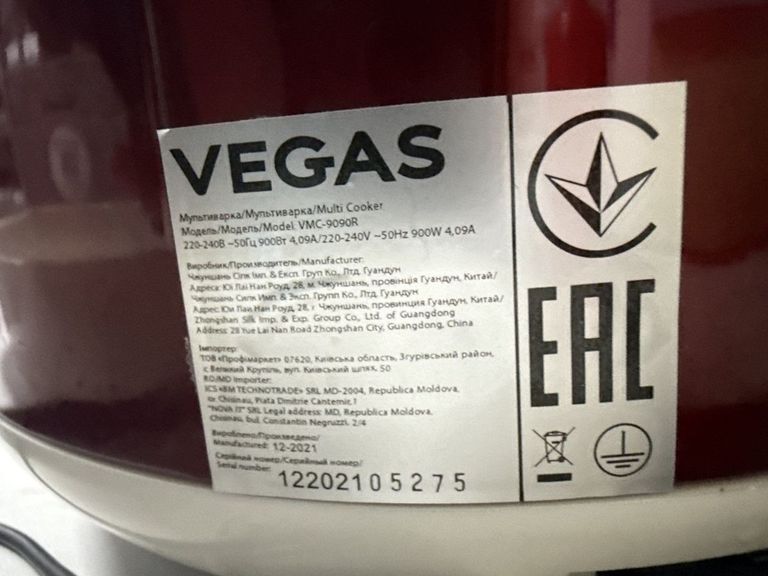 VEGAS
Мультиварка/Мультиварка/Multi Cooker
Модель/Модель/Model: VMC-9090R
220-240В ~50Гц 900Вт 4,09А/220-240V ~50Hz 900W 4,09A
Виробник/Производитель/Manufacturer:
Чжуншань Сілк Імп. & Експ. Груп Ко., Лтд. Гуандун
Адреса: Юі Лаі Нан Роуд, 28, м. Чжуншань, провінція Гуандун, Китай/
Чжуншань Силк Имп. & Эксп. Групп Ко., Лтд. Гуандун
Адрес: Юи Лаи Нан Роуд, 28, г. Чжуншань, провинция Гуандун, Китай/
Zhongshan Silk Imp. & Exp. Group Co., Ltd. of Guangdong
Address: 28 Yue Lai Nan Road Zhongshan City, Guangdong, China
Імпортер:
ТОВ «Профімаркет» 07620, Київська область, Згурівський район,
с Великий Крупіль, вул. Київський шлях, 50
RO/MD Importer:
ICS «BM TECHNOTRADE» SRL MD-2004, Republica Moldova,
or. Chisinau, Piata Dimitrie Cantemir,1
"NOVA IT" SRL Legal address: MD, Republica Moldova,
Chisinau, bul. Constantin Negruzzi, 2/4
Вироблено/Произведено/
Manufactured: 12-2021
Серійний номер/Серийный номер/
Serial number: 12202105275
EAC